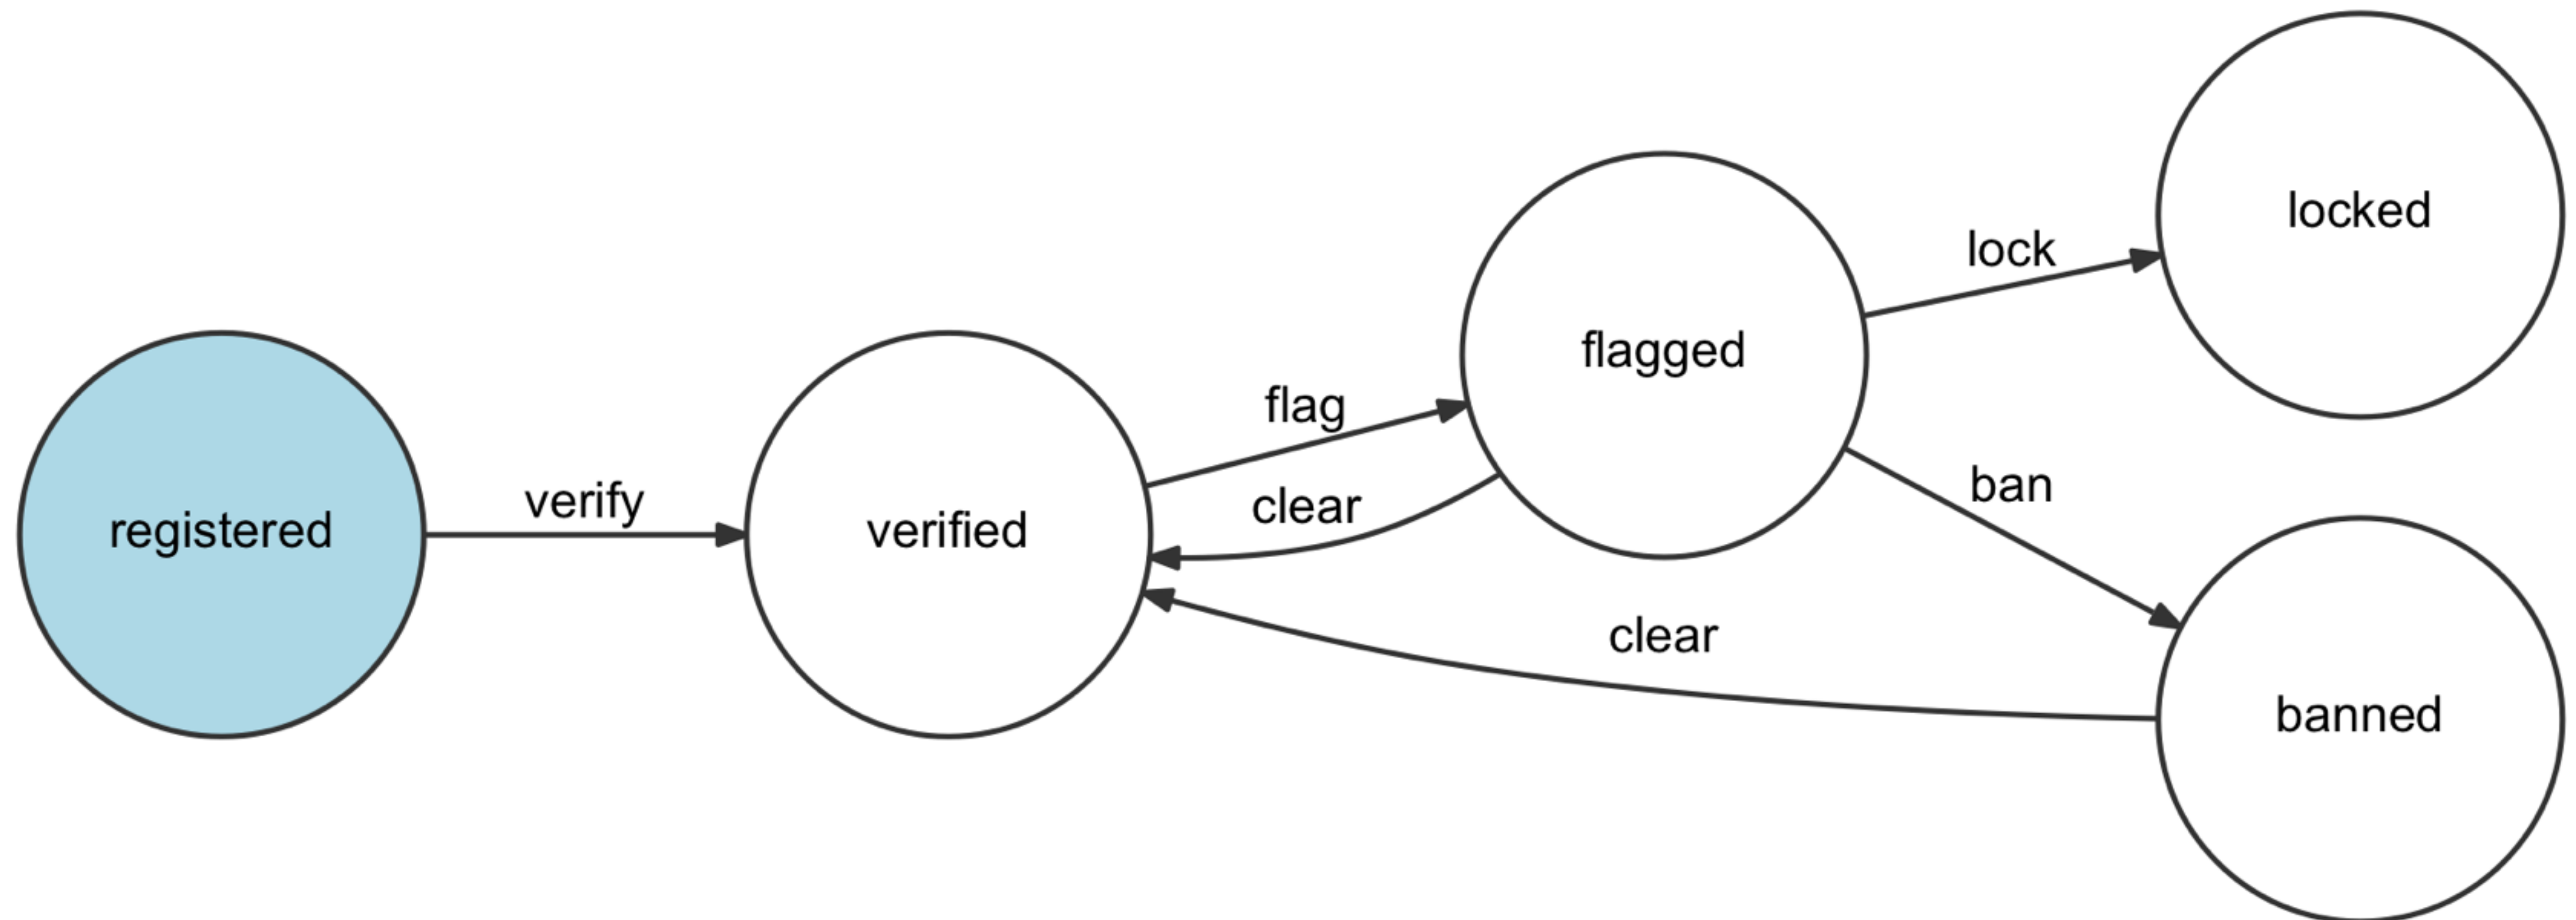 registered
verify
verified
flag
clear
flagged
lock
locked
ban
banned
clear